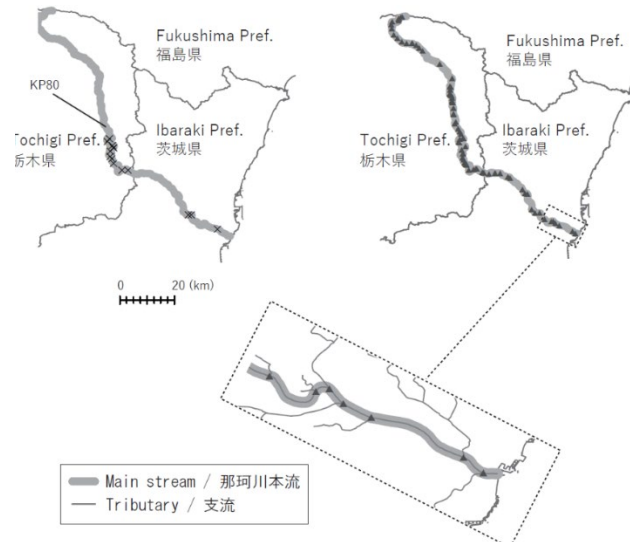 Fukushima Pref.
福島県
KP80
Tochigi Pref.
栃木県
Ibaraki Pref.
茨城県
0 20 (km)
Fukushima Pref.
福島県
Tochigi Pref.
栃木県
Ibaraki Pref.
茨城県
Main stream / 那珂川本流
Tributary / 支流